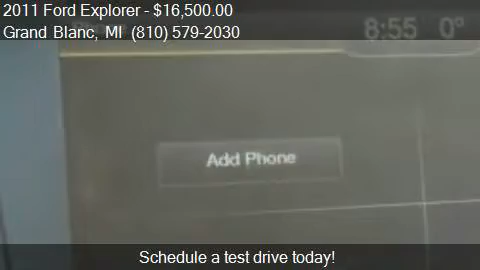 2011 Ford Explorer - $16,500.00
Grand Blanc, MI (810) 579-2030
8:55 0°
Add Phone
Schedule a test drive today!